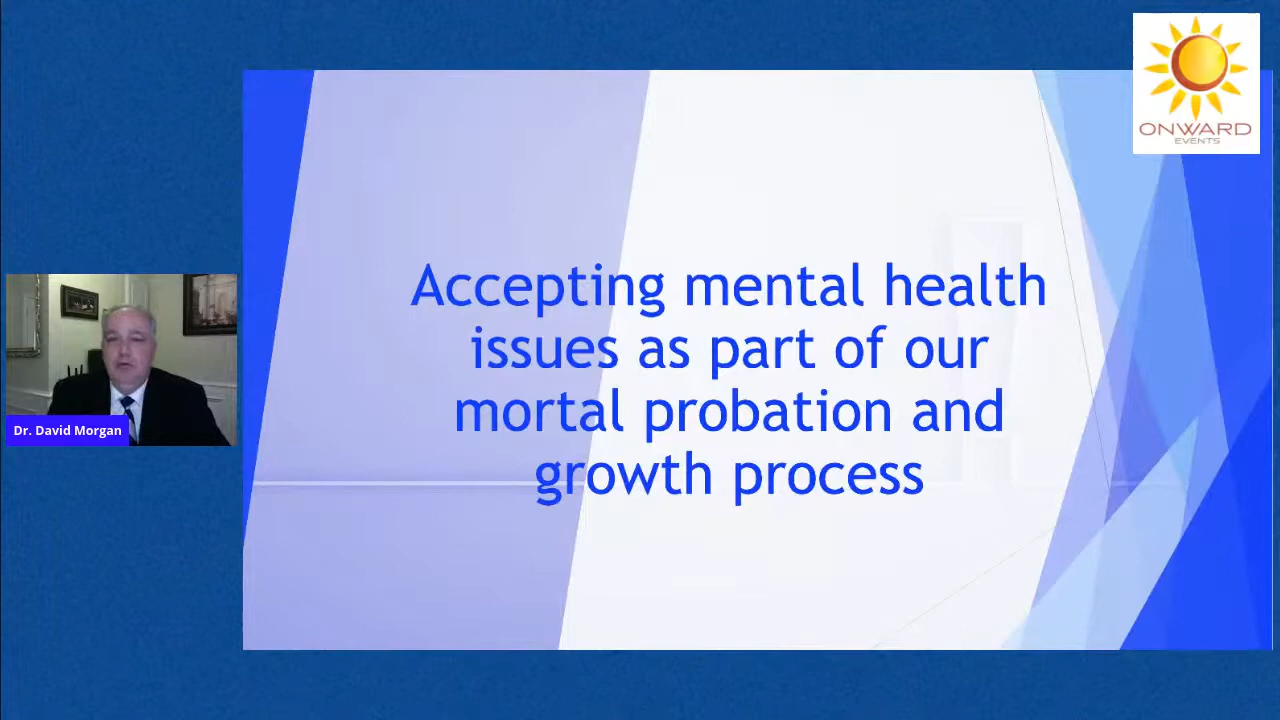 ONWARD
EVENTS
Accepting mental health
issues as part of our
mortal probation and
growth process
Dr. David Morgan